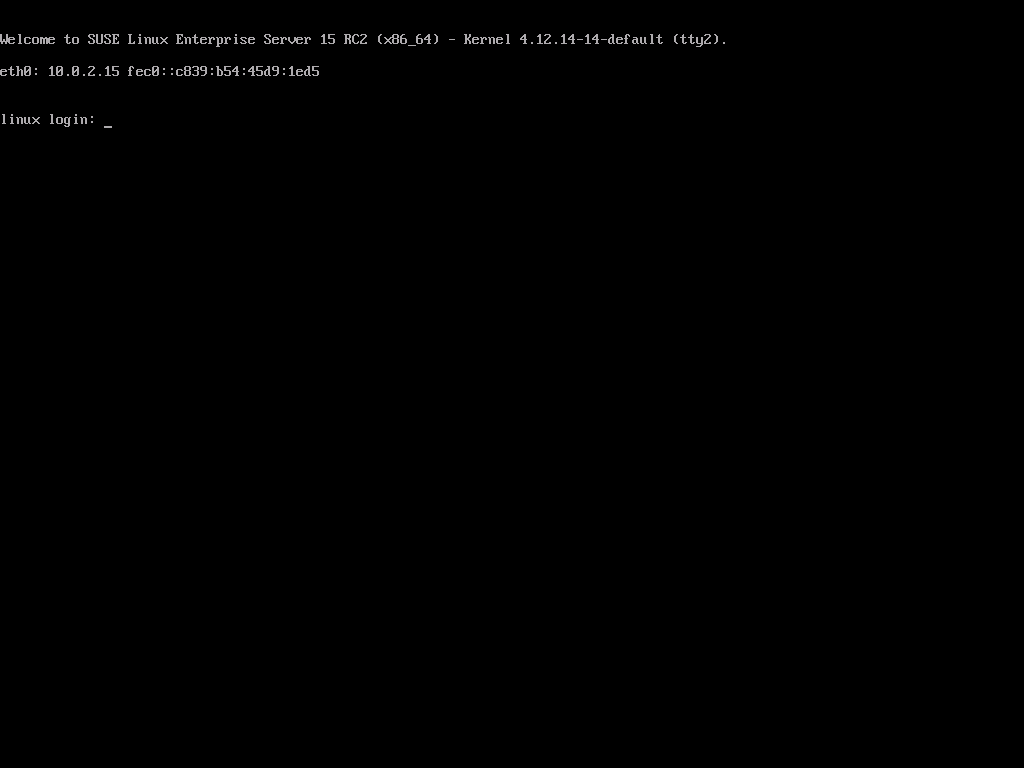 Welcome to SUSE Linux Enterprise Server 15 RC2 (x86_64) - Kernel 4.12.14-14-default (tty2).
eth0: 10.0.2.15 fec0::c839:b54:45d9:1ed5
linux login: _